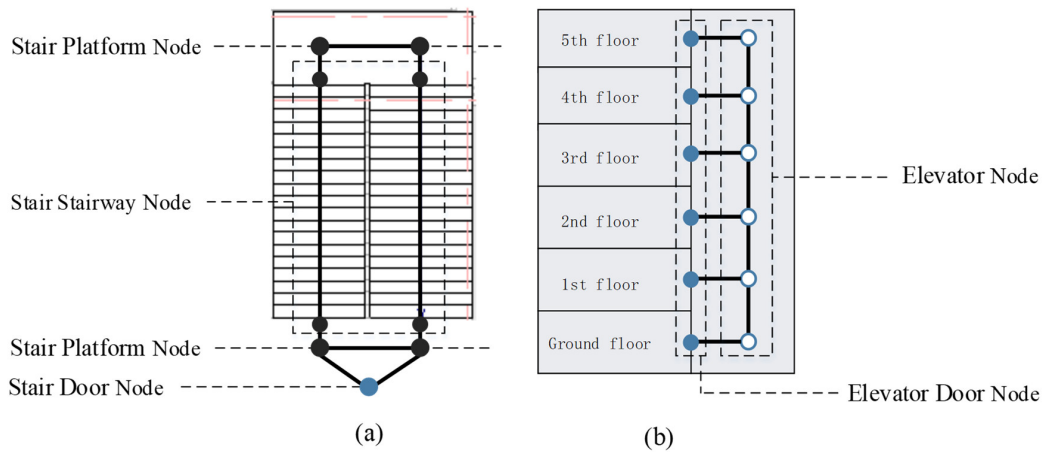 Stair Platform Node
Stair Stairway Node
Stair Platform Node
Stair Door Node
(a)
5th floor
4th floor
3rd floor
2nd floor
1st floor
Ground floor
Elevator Node
Elevator Door Node
(b)